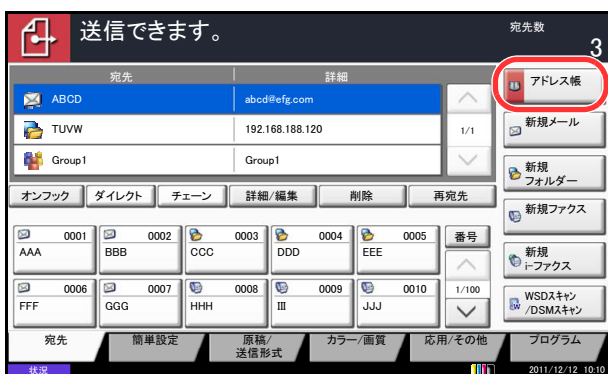 送信できます。
宛先数
3
宛先 詳細
ABCD abcd@efg.com
TUVW 192.168.188.120
Group1 Group1
1/1
アドレス帳
新規メール
新規
フォルダー
新規ファクス
新規
i-ファクス
WSDスキャン
/DSMスキャン
オンフック ダイレクト チェーン 詳細/編集 削除 再宛先
0001 0002 0003 0004 0005 番号
AAA BBB CCC DDD EEE
0006 0007 0008 0009 0010 1/100
FFF GGG HHH III JJJ
宛先 簡単設定 原稿/
送信形式 カラー/画質 応用/その他 プログラム
状況 2011/12/12 10:10